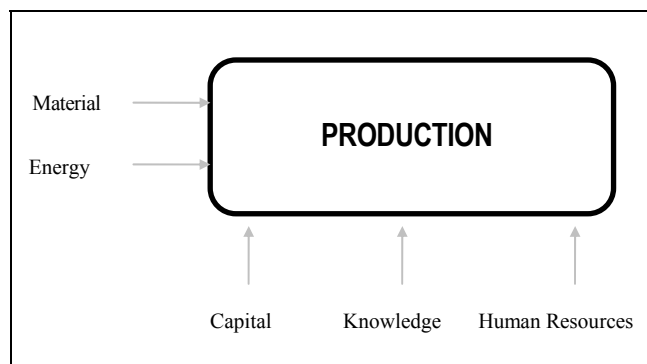 Material
PRODUCTION
Energy
Capital Knowledge Human Resources